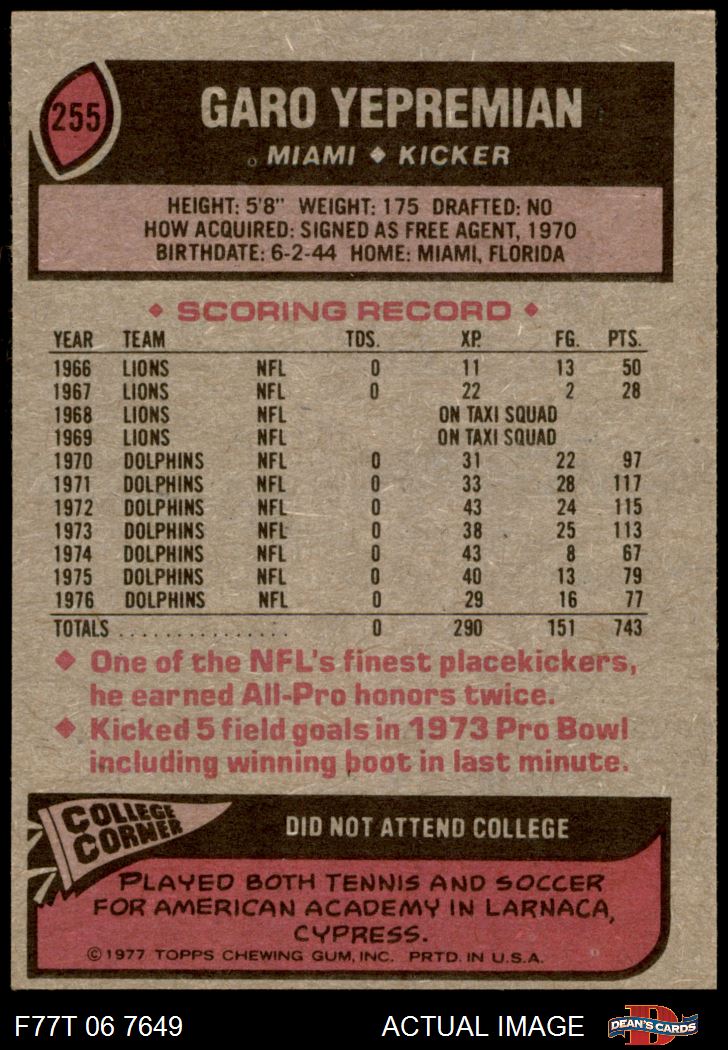 255
GARO YEPREMIAN
MIAMI ◆ KICKER
HEIGHT: 5'8" WEIGHT: 175 DRAFTED: NO
HOW ACQUIRED: SIGNED AS FREE AGENT, 1970
BIRTHDATE: 6-2-44 HOME: MIAMI, FLORIDA
◆ SCORING RECORD ◆
YEAR TEAM TDS. XP. FG. PTS.
1966 LIONS NFL 0 11 13 50
1967 LIONS NFL 0 22 2 28
1968 LIONS NFL ON TAXI SQUAD
1969 LIONS NFL ON TAXI SQUAD
1970 DOLPHINS NFL 0 31 22 97
1971 DOLPHINS NFL 0 33 28 117
1972 DOLPHINS NFL 0 43 24 115
1973 DOLPHINS NFL 0 38 25 113
1974 DOLPHINS NFL 0 43 8 67
1975 DOLPHINS NFL 0 40 13 79
1976 DOLPHINS NFL 0 29 16 77
TOTALS . . . . . . . . . . . . . . . 0 290 151 743
◆ One of the NFL's finest placekickers,
he earned All-Pro honors twice.
◆ Kicked 5 field goals in 1973 Pro Bowl
including winning boot in last minute.
COLLEGE
CORNER
DID NOT ATTEND COLLEGE
PLAYED BOTH TENNIS AND SOCCER
FOR AMERICAN ACADEMY IN LARNACA,
CYPRESS.
© 1977 TOPPS CHEWING GUM, INC. PRTD. IN U.S.A.
F77T 06 7649 ACTUAL IMAGE
D
DEAN'S CARDS